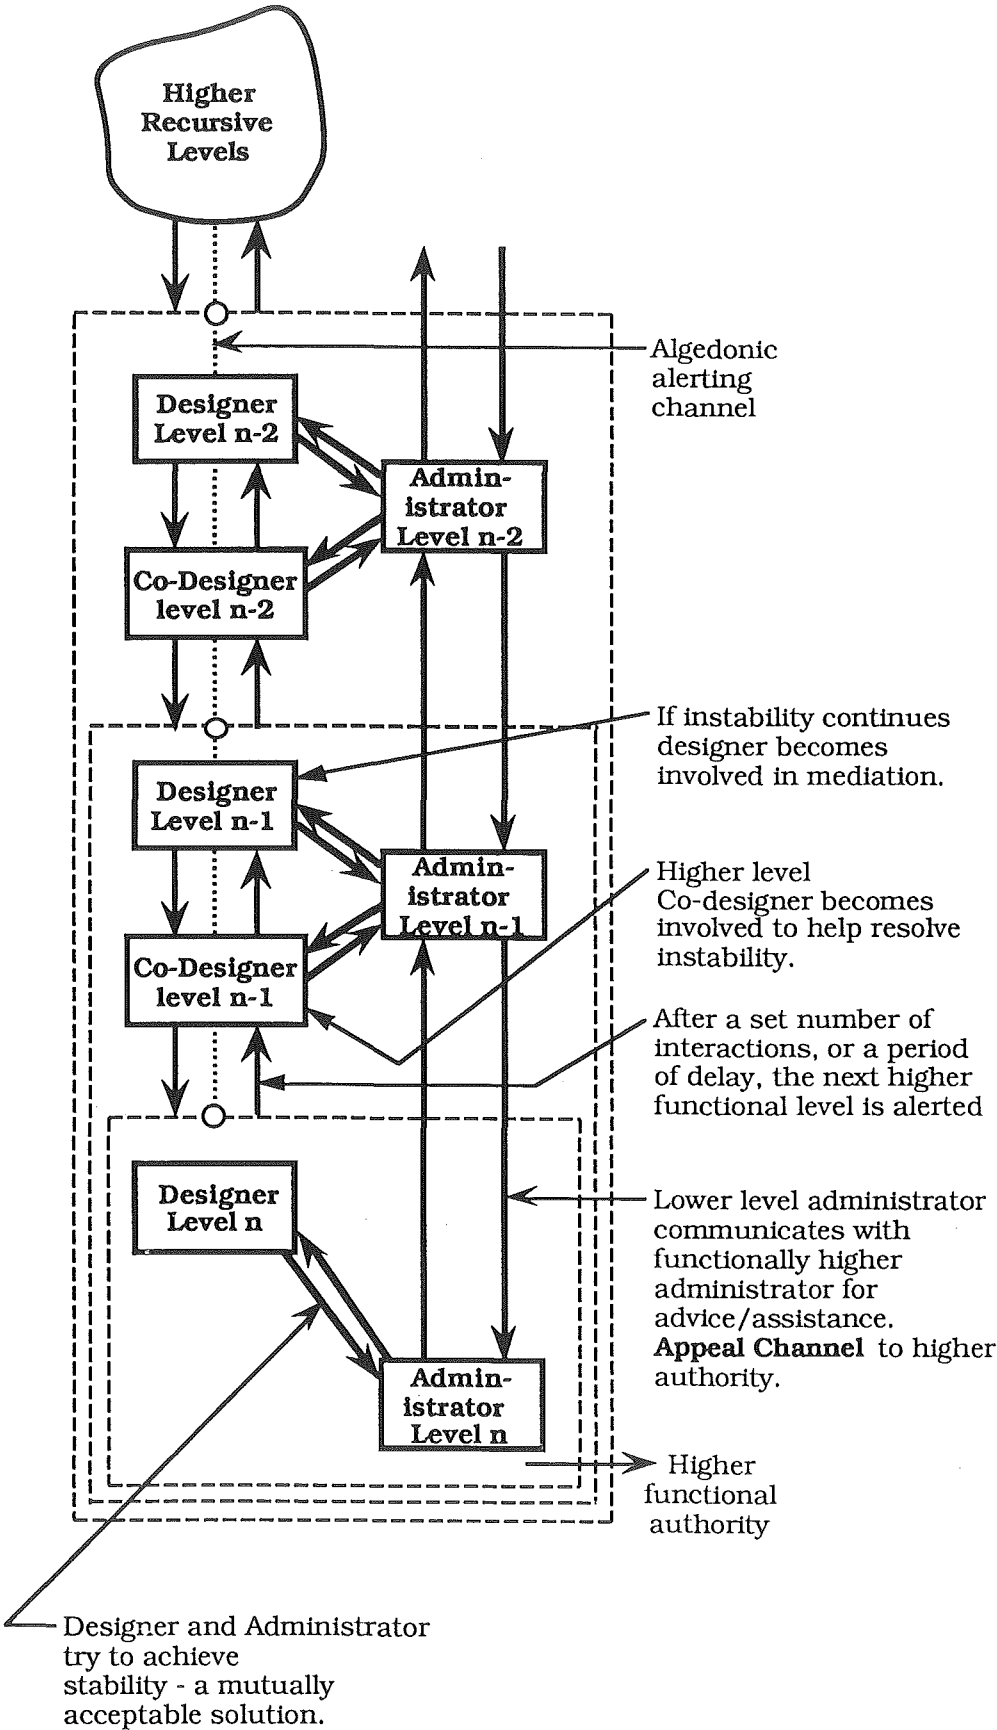 Higher
Recursive
Levels
Algedonic
alerting
channel
Designer
Level n-2
Admin-
istrator
Level n-2
Co-Designer
level n-2
If instability continues
designer becomes
involved in mediation.
Designer
Level n-1
Admin-
istrator
Level n-1
Higher level
Co-designer becomes
involved to help resolve
instability.
Co-Designer
level n-1
After a set number of
interactions, or a period
of delay, the next higher
functional level is alerted
Designer
Level n
Lower level administrator
communicates with
functionally higher
administrator for
advice/assistance.
Appeal Channel to higher
authority.
Admin-
istrator
Level n
Higher
functional
authority
Designer and Administrator
try to achieve
stability - a mutually
acceptable solution.